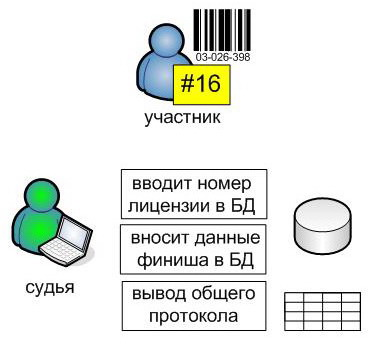 03-026-398
#16
участник
вводит номер
лицензии в БД
вносит данные
финиша в БД
судья
вывод общего
протокола